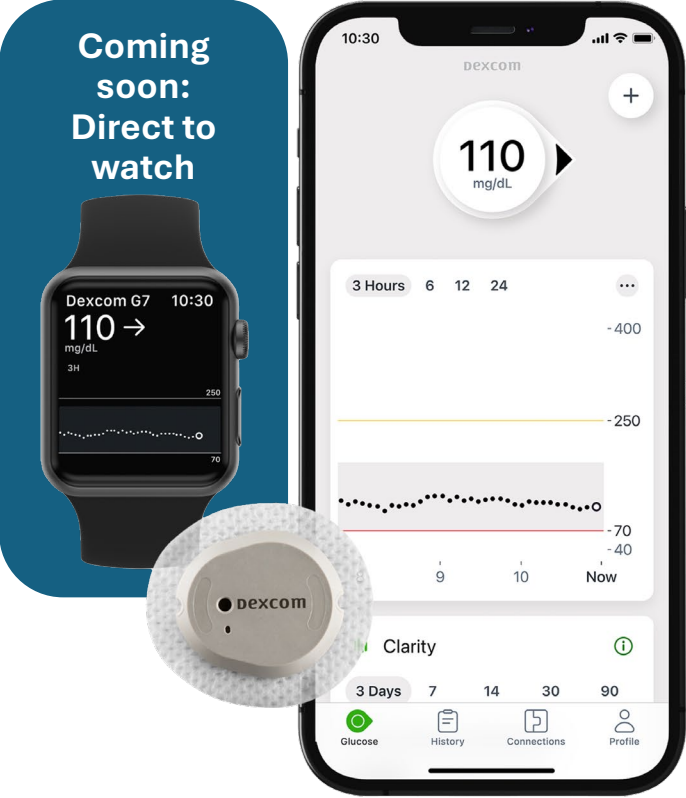 Coming
soon:
Direct to
watch
Dexcom G7 10:30
110
mg/dL
3H
250
70
Dexcom
10:30
Dexcom
+
110
mg/dL
3 Hours 6 12 24
400
250
70
40
9 10 Now
Clarity
3 Days 7 14 30 90
Glucose History Connections Profile